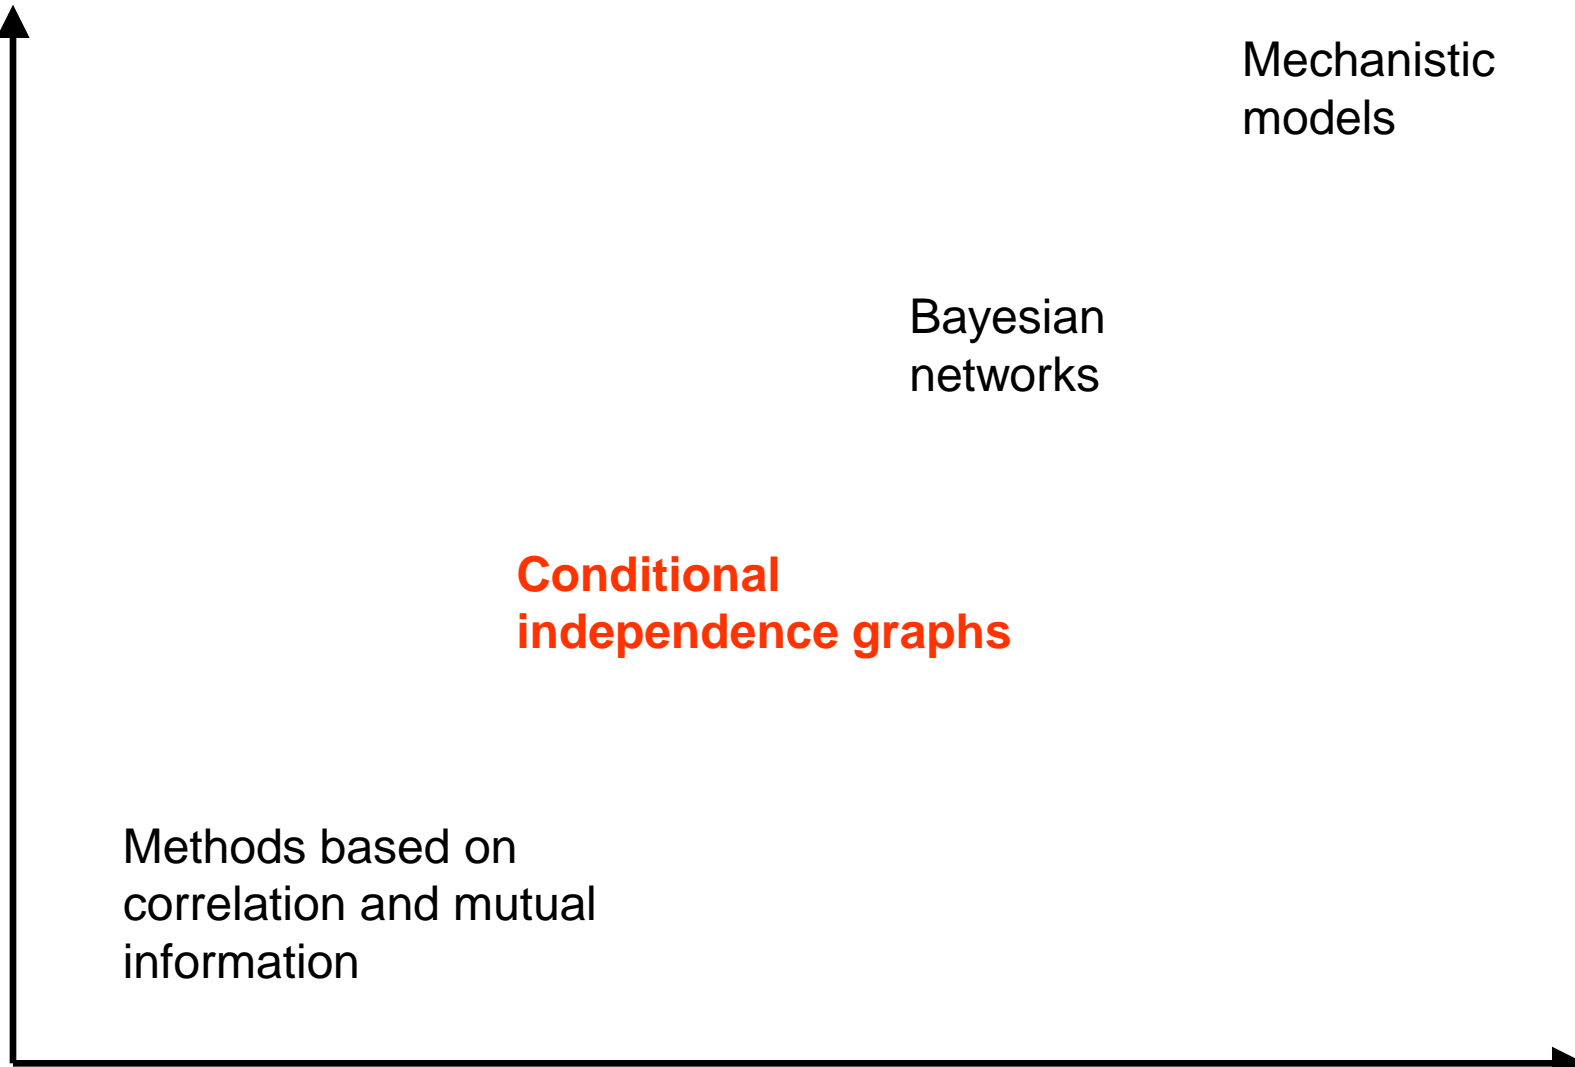 Mechanistic
models
Bayesian
networks
Conditional
independence graphs
Methods based on
correlation and mutual
information